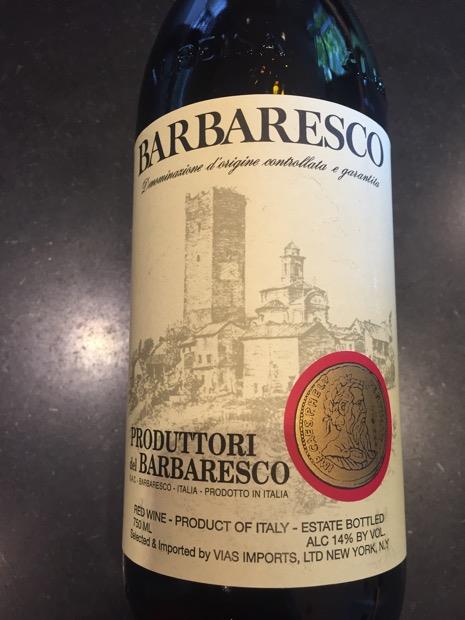 BARBARESCO
Denominazione d'origine controllata e garantita
PRODUTTORI
del BARBARESCO
S.A.C. - BARBARESCO - ITALIA - PRODOTTO IN ITALIA
RED WINE - PRODUCT OF ITALY - ESTATE BOTTLED
750 ML
ALC 14% BY VOL.
Selected & Imported by VIAS IMPORTS, LTD NEW YORK, N.Y.